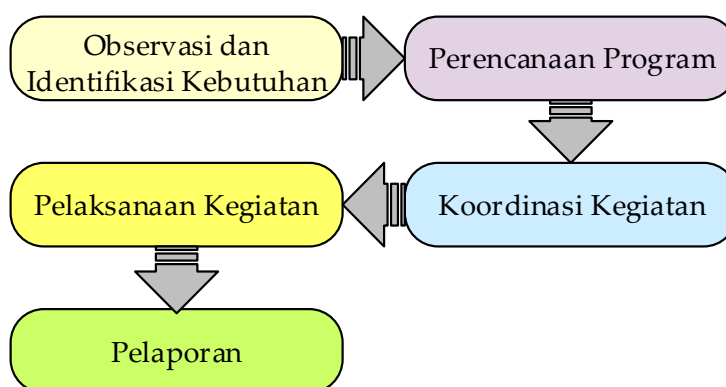 Observasi dan
Identifikasi Kebutuhan
Perencanaan Program
Koordinasi Kegiatan
Pelaksanaan Kegiatan
Pelaporan